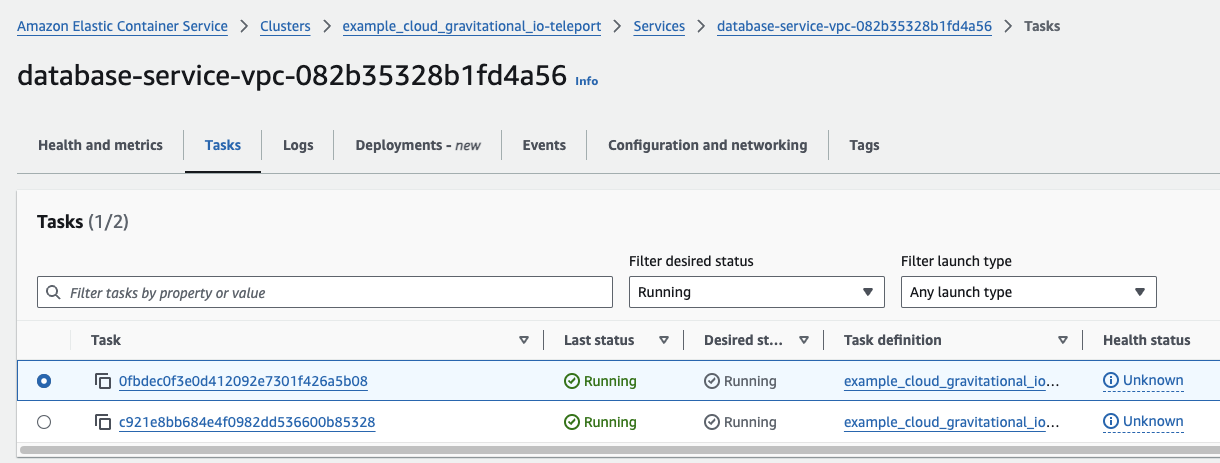 Amazon Elastic Container Service > Clusters > example_cloud_gravitational_io-teleport > Services > database-service-vpc-082b35328b1fd4a56 > Tasks
database-service-vpc-082b35328b1fd4a56 Info
Health and metrics Tasks Logs Deployments - new Events Configuration and networking Tags
Tasks (1/2)
Filter desired status Filter launch type
Filter tasks by property or value Running Any launch type
Task Last status Desired st... Task definition Health status
0fbdec0f3e0d412092e7301f426a5b08 Running Running example_cloud_gravitational_io... Unknown
c921e8bb684e4f0982dd536600b85328 Running Running example_cloud_gravitational_io... Unknown